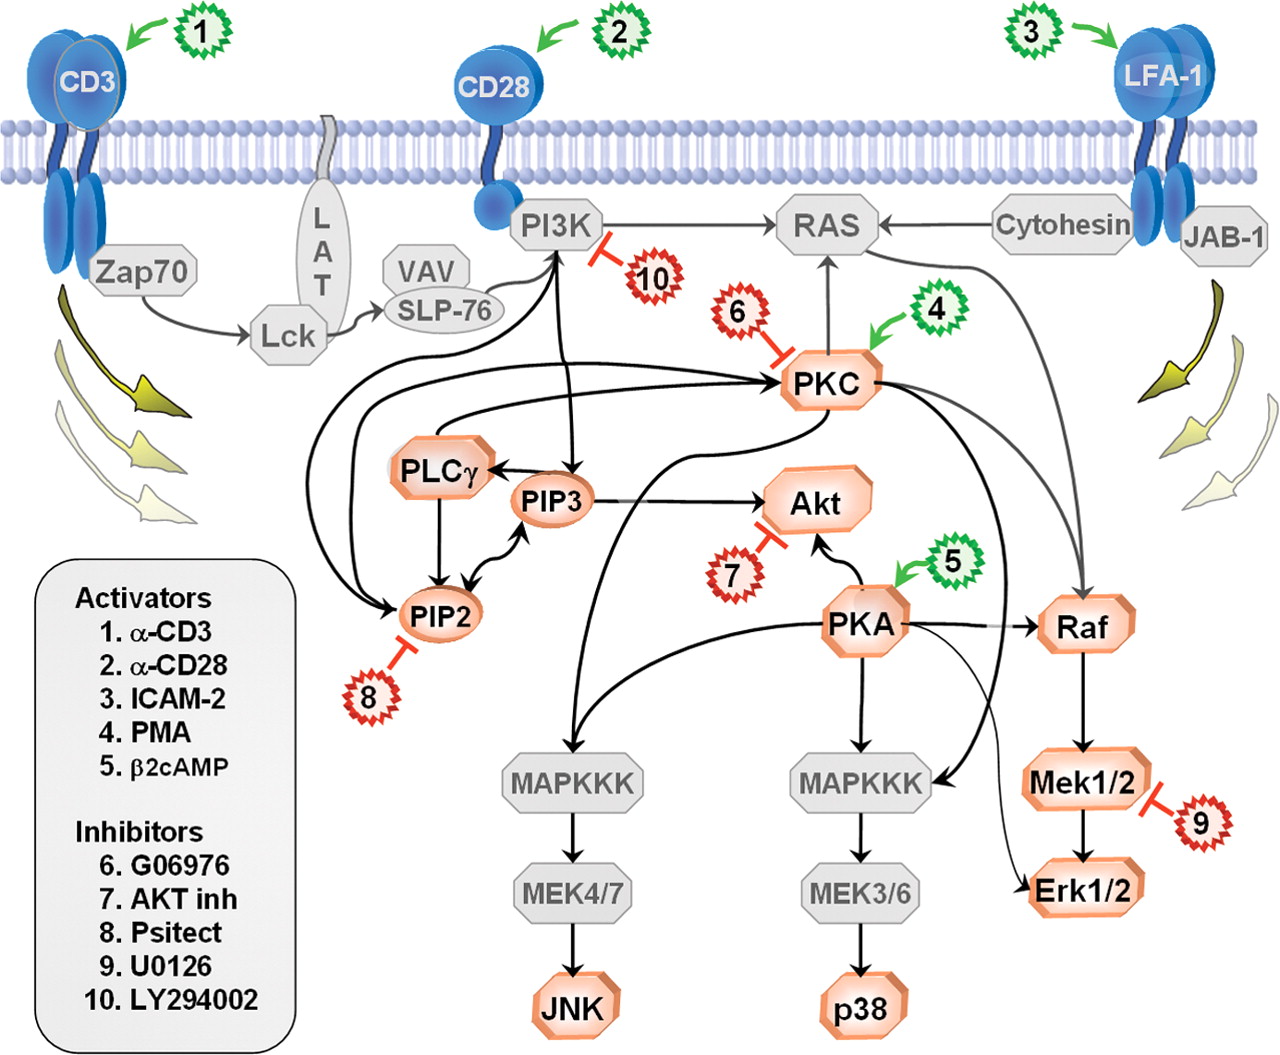 1
2
3
CD3
CD28
LFA-1
L
A
T
PI3K
RAS
Cytohesin
JAB-1
Zap70
VAV
SLP-76
Lck
10
6
4
PKC
PLCγ
PIP3
Akt
7
5
PIP2
PKA
Raf
8
MAPKKK
MAPKKK
Mek1/2
9
MEK4/7
MEK3/6
Erk1/2
JNK
p38
Activators
1. α-CD3
2. α-CD28
3. ICAM-2
4. PMA
5. β2cAMP
Inhibitors
6. G06976
7. AKT inh
8. Psitect
9. U0126
10. LY294002